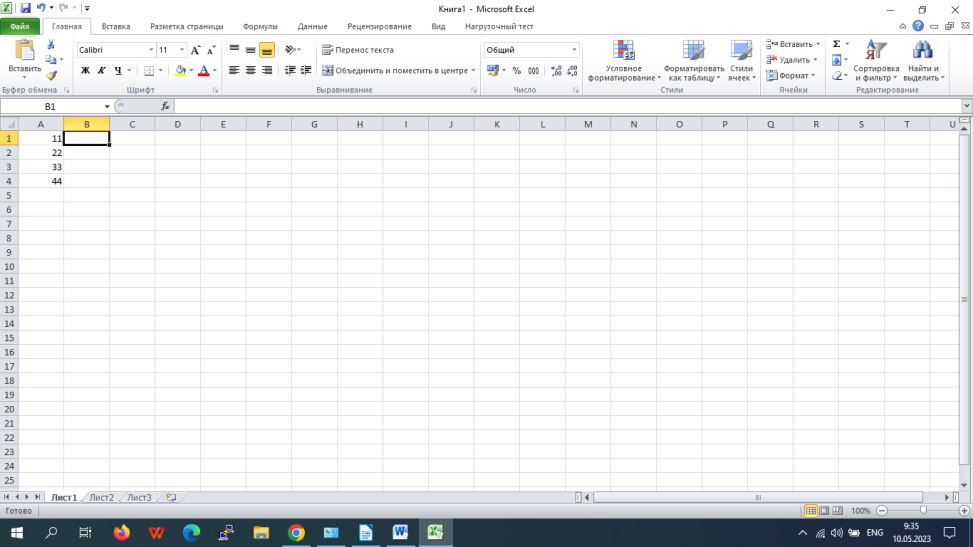 Книга1 - Microsoft Excel
Файл Главная Вставка Разметка страницы Формулы Данные Рецензирование Вид Нагрузочный тест
Calibri 11 Перенос текста Общий Вставить Σ
Вставить Условное форматирование Форматировать как таблицу Стили ячеек Удалить Сортировка и фильтр Найти и выделить
Ж К Ч Объединить и поместить в центре % 000 Формат
Буфер обмена Шрифт Выравнивание Число Стили Ячейки Редактирование
B1 fx
A B C D E F G H I J K L M N O P Q R S T U
1 11
2 22
3 33
4 44
5
6
7
8
9
10
11
12
13
14
15
16
17
18
19
20
21
22
23
24
25
Лист1 Лист2 Лист3
Готово 100%
ENG 9:35
10.05.2023